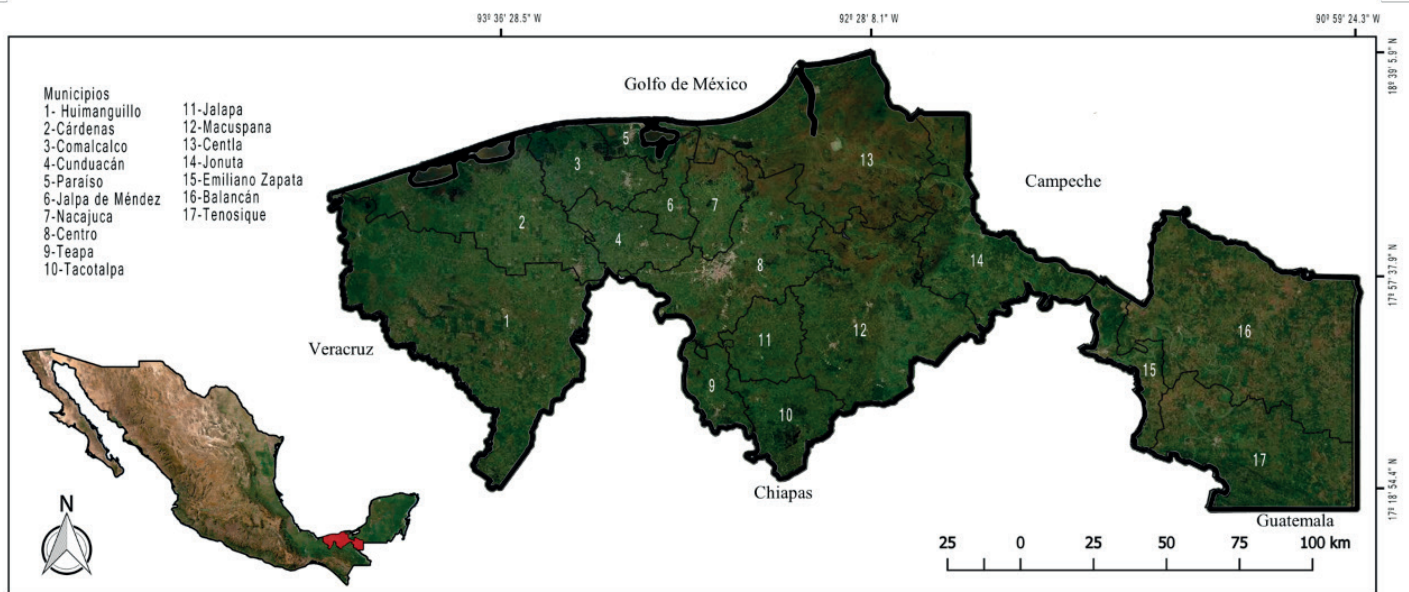 93º 36' 28.5" W
92º 28' 8.1" W
90º 59' 24.3" W
Golfo de México
18º 39' 5.9" N
Municipios
1- Huimanguillo
2-Cárdenas
3-Comalcalco
4-Cunduacán
5-Paraíso
6-Jalpa de Méndez
7-Nacajuca
8-Centro
9-Teapa
10-Tacotalpa
11-Jalapa
12-Macuspana
13-Centla
14-Jonuta
15-Emiliano Zapata
16-Balancán
17-Tenosique
5
3
13
Campeche
6
7
2
4
8
14
17º 57' 37.9" N
1
12
16
11
Veracruz
15
9
10
17
Chiapas
17º 18' 54.4" N
Guatemala
N
25 0 25 50 75 100 km